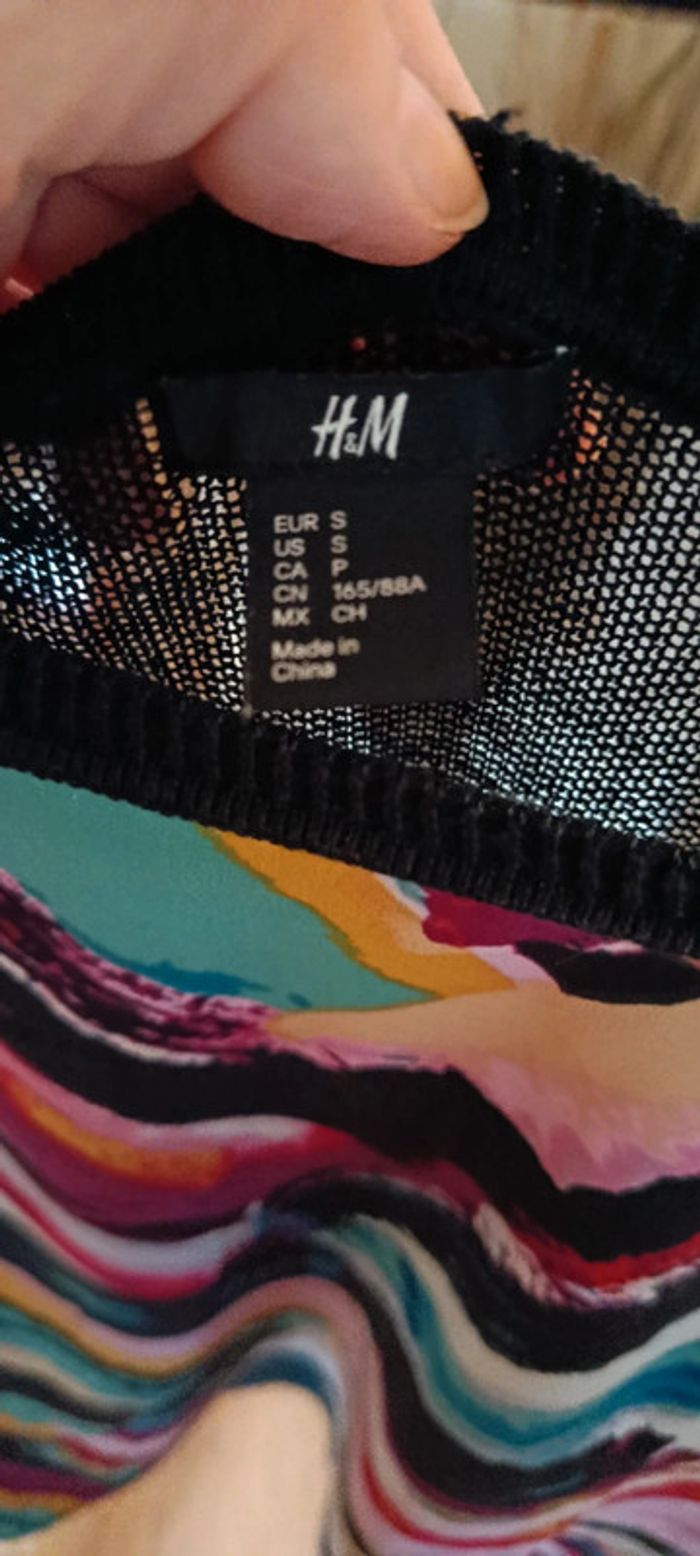 H&M
EUR S
US S
CA P
CN 165/88A
MX CH
Made in
China